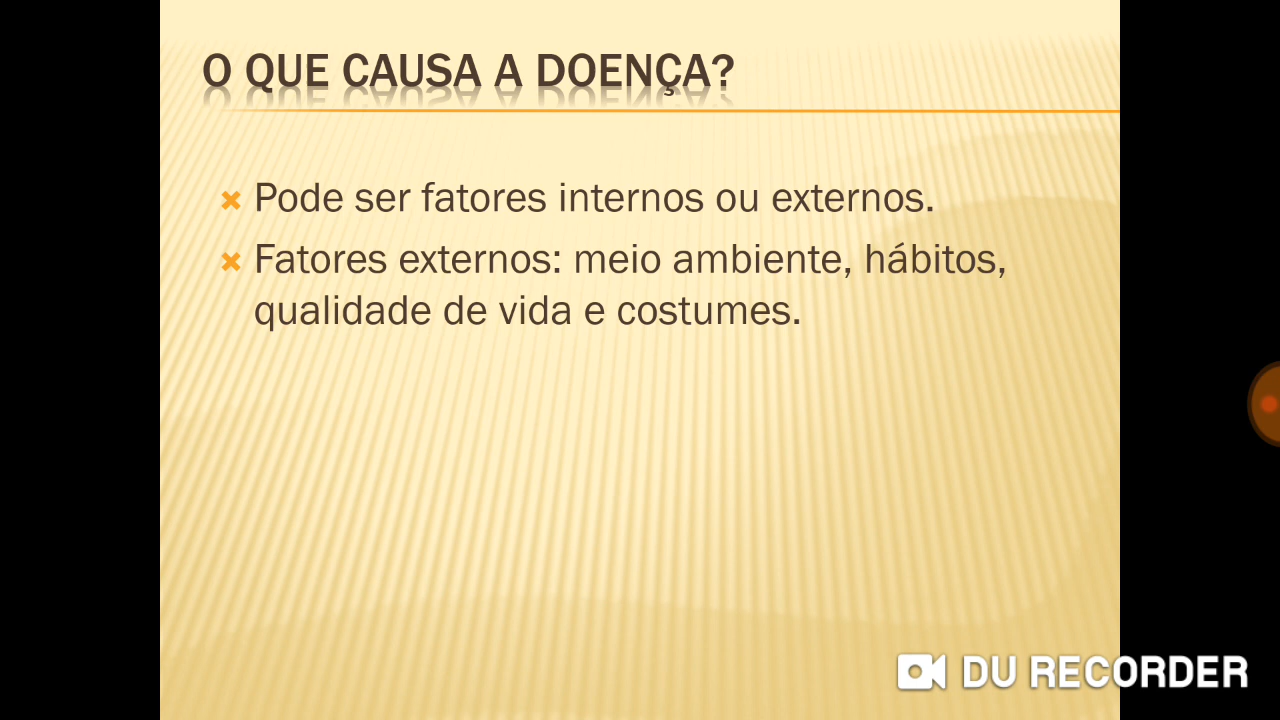 O QUE CAUSA A DOENÇA?
Pode ser fatores internos ou externos.
Fatores externos: meio ambiente, hábitos,
qualidade de vida e costumes.
DU RECORDER